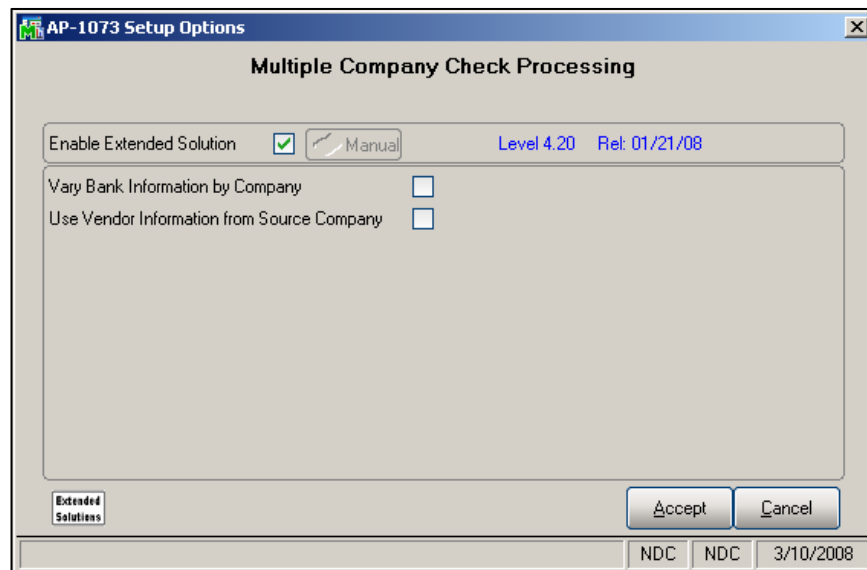 AP-1073 Setup Options
Multiple Company Check Processing
Enable Extended Solution Manual Level 4.20 Rel: 01/21/08
Vary Bank Information by Company
Use Vendor Information from Source Company
Extended
Solutions
Accept Cancel
NDC NDC 3/10/2008